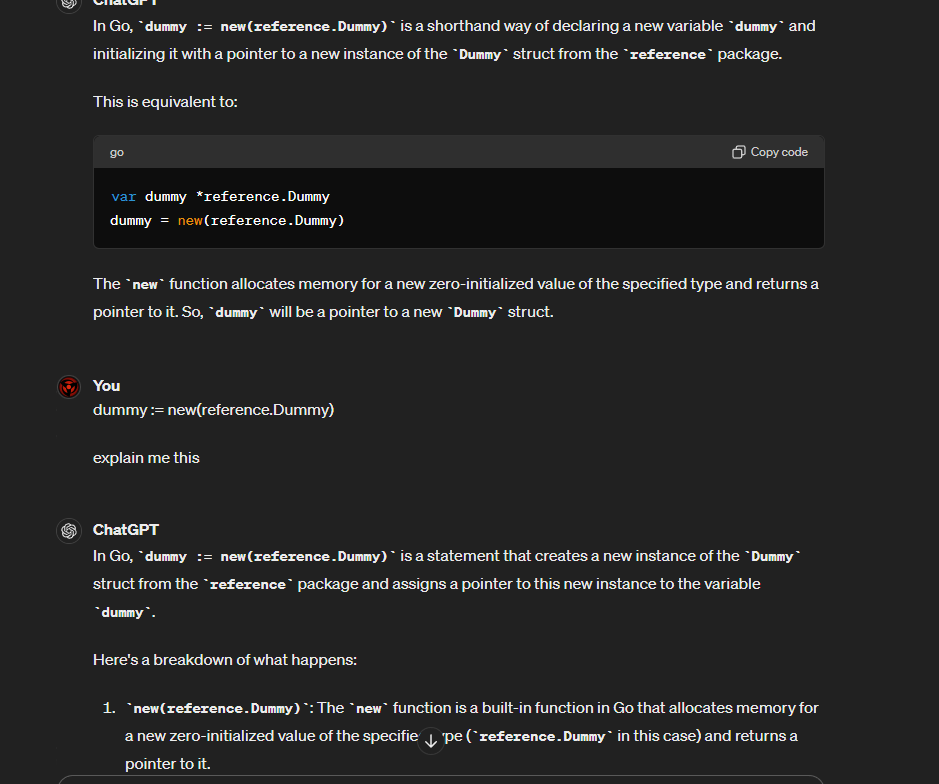 ChatGPT
In Go, `dummy := new(reference.Dummy)` is a shorthand way of declaring a new variable `dummy` and
initializing it with a pointer to a new instance of the `Dummy` struct from the `reference` package.
This is equivalent to:
go
Copy code
var dummy *reference.Dummy
dummy = new(reference.Dummy)
The `new` function allocates memory for a new zero-initialized value of the specified type and returns a
pointer to it. So, `dummy` will be a pointer to a new `Dummy` struct.
You
dummy := new(reference.Dummy)
explain me this
ChatGPT
In Go, `dummy := new(reference.Dummy)` is a statement that creates a new instance of the `Dummy`
struct from the `reference` package and assigns a pointer to this new instance to the variable
`dummy`.
Here's a breakdown of what happens:
1. `new(reference.Dummy)`: The `new` function is a built-in function in Go that allocates memory for
a new zero-initialized value of the specifie ype (`reference.Dummy` in this case) and returns a
pointer to it.